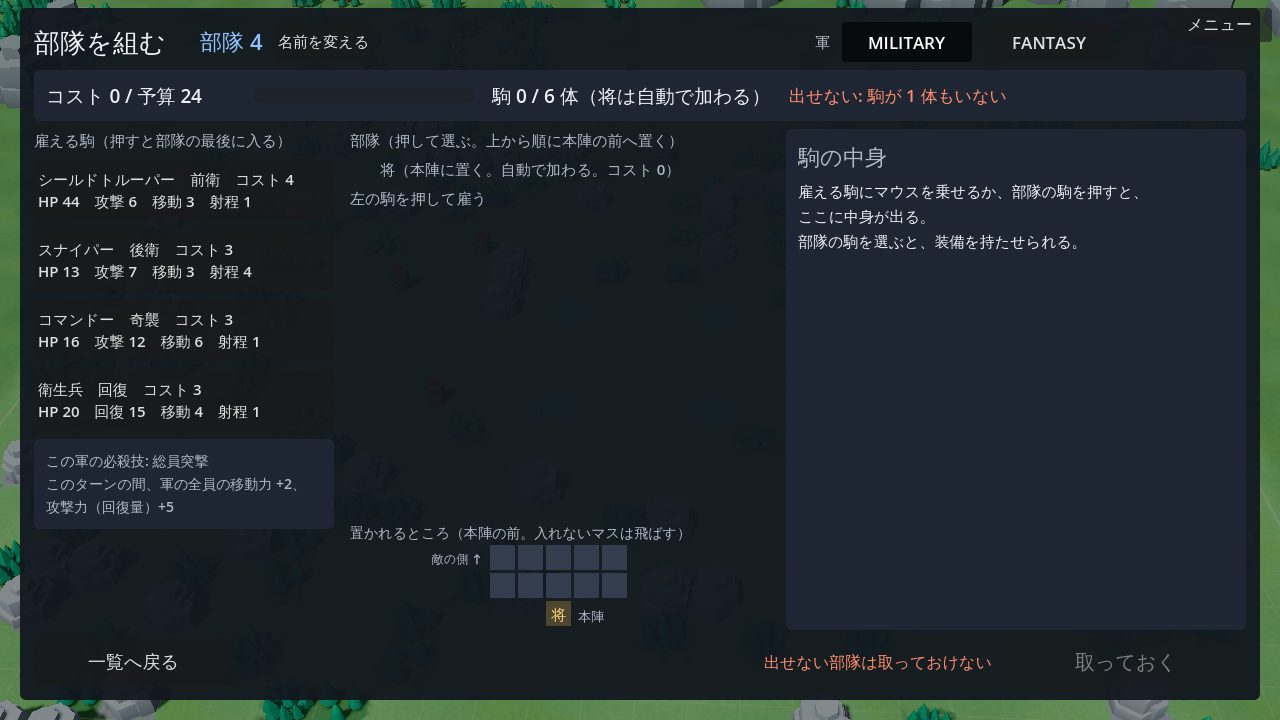 部隊を組む
部隊 4
名前を変える
軍
MILITARY
FANTASY
メニュー
コスト 0 / 予算 24
駒 0 / 6 体（将は自動で加わる）
出せない: 駒が 1 体もいない
雇える駒（押すと部隊の最後に入る）
シールドトルーパー　前衛　コスト 4
HP 44　攻撃 6　移動 3　射程 1
スナイパー　後衛　コスト 3
HP 13　攻撃 7　移動 3　射程 4
コマンドー　奇襲　コスト 3
HP 16　攻撃 12　移動 6　射程 1
衛生兵　回復　コスト 3
HP 20　回復 15　移動 4　射程 1
この軍の必殺技: 総員突撃
このターンの間、軍の全員の移動力 +2、
攻撃力（回復量）+5
部隊（押して選ぶ。上から順に本陣の前へ置く）
将（本陣に置く。自動で加わる。コスト 0）
左の駒を押して雇う
置かれるところ（本陣の前。入れないマスは飛ばす）
敵の側 ↑
将
本陣
駒の中身
雇える駒にマウスを乗せるか、部隊の駒を押すと、
ここに中身が出る。
部隊の駒を選ぶと、装備を持たせられる。
一覧へ戻る
出せない部隊は取っておけない
取っておく